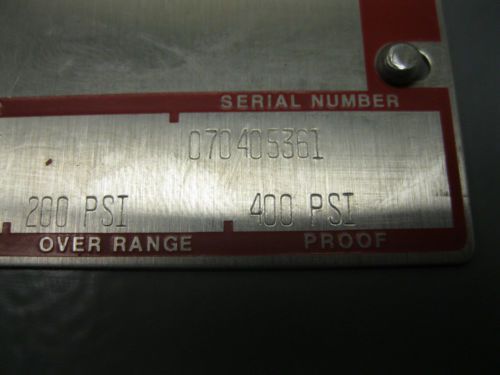 SERIAL NUMBER
070405361
200 PSI 400 PSI
OVER RANGE PROOF